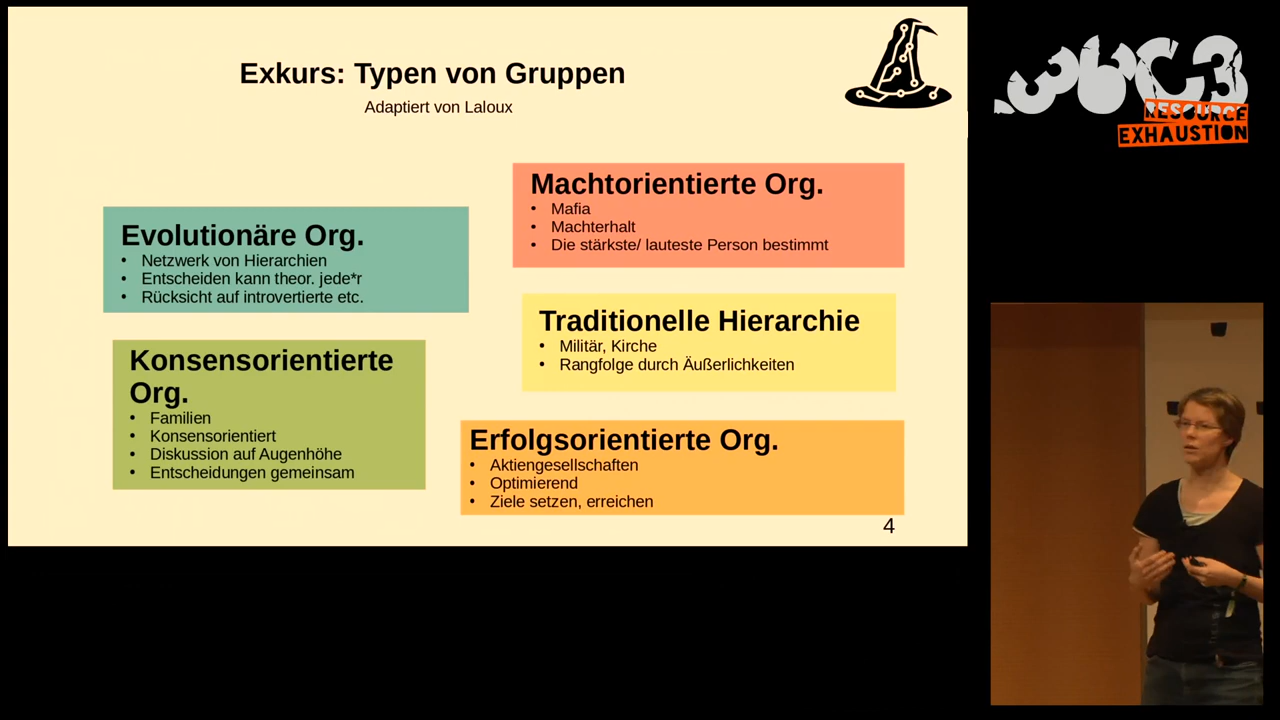 Exkurs: Typen von Gruppen
Adaptiert von Laloux
Machtorientierte Org.
• Mafia
• Machterhalt
• Die stärkste/ lauteste Person bestimmt
Evolutionäre Org.
• Netzwerk von Hierarchien
• Entscheiden kann theor. jede*r
• Rücksicht auf introvertierte etc.
Traditionelle Hierarchie
• Militär, Kirche
• Rangfolge durch Äußerlichkeiten
Konsensorientierte
Org.
• Familien
• Konsensorientiert
• Diskussion auf Augenhöhe
• Entscheidungen gemeinsam
Erfolgsorientierte Org.
• Aktiengesellschaften
• Optimierend
• Ziele setzen, erreichen
4
36C3
RESOURCE
EXHAUSTION